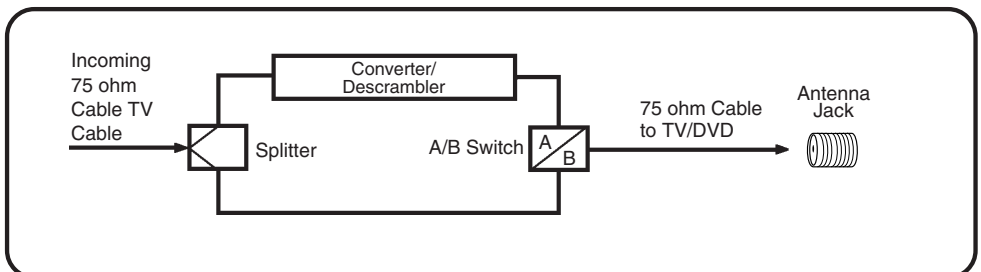 Incoming
75 ohm
Cable TV
Cable
Converter/
Descrambler
Splitter
A/B Switch
A
B
75 ohm Cable
to TV/DVD
Antenna
Jack